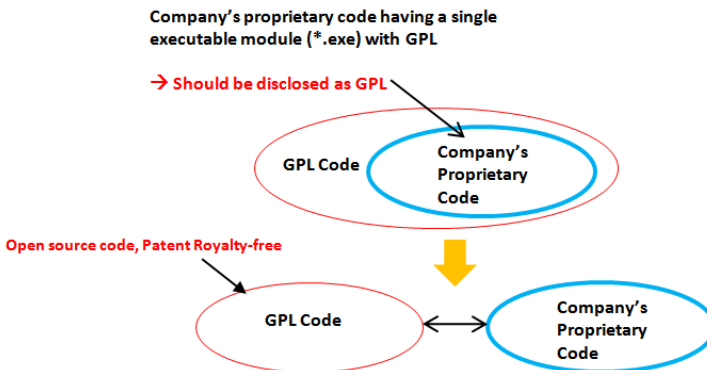 Company's proprietary code having a single
executable module (*.exe) with GPL
→ Should be disclosed as GPL
GPL Code
Company's
Proprietary
Code
Open source code, Patent Royalty-free
GPL Code
Company's
Proprietary
Code